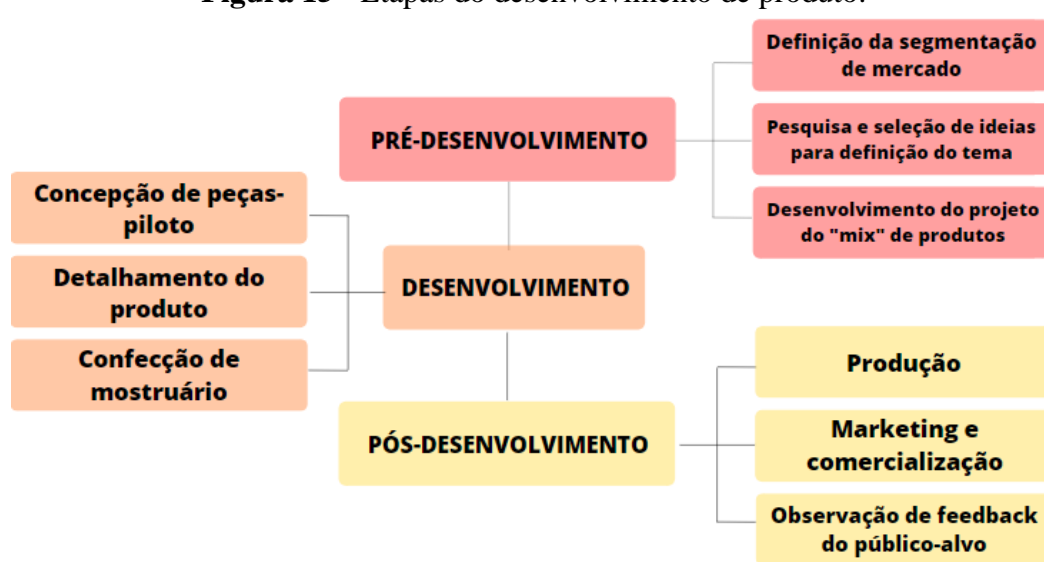 Etapas do desenvolvimento de produto.
PRÉ-DESENVOLVIMENTO
Definição da segmentação
de mercado
Pesquisa e seleção de ideias
para definição do tema
Desenvolvimento do projeto
do "mix" de produtos
DESENVOLVIMENTO
Concepção de peças-
piloto
Detalhamento do
produto
Confecção de
mostruário
PÓS-DESENVOLVIMENTO
Produção
Marketing e
comercialização
Observação de feedback
do público-alvo